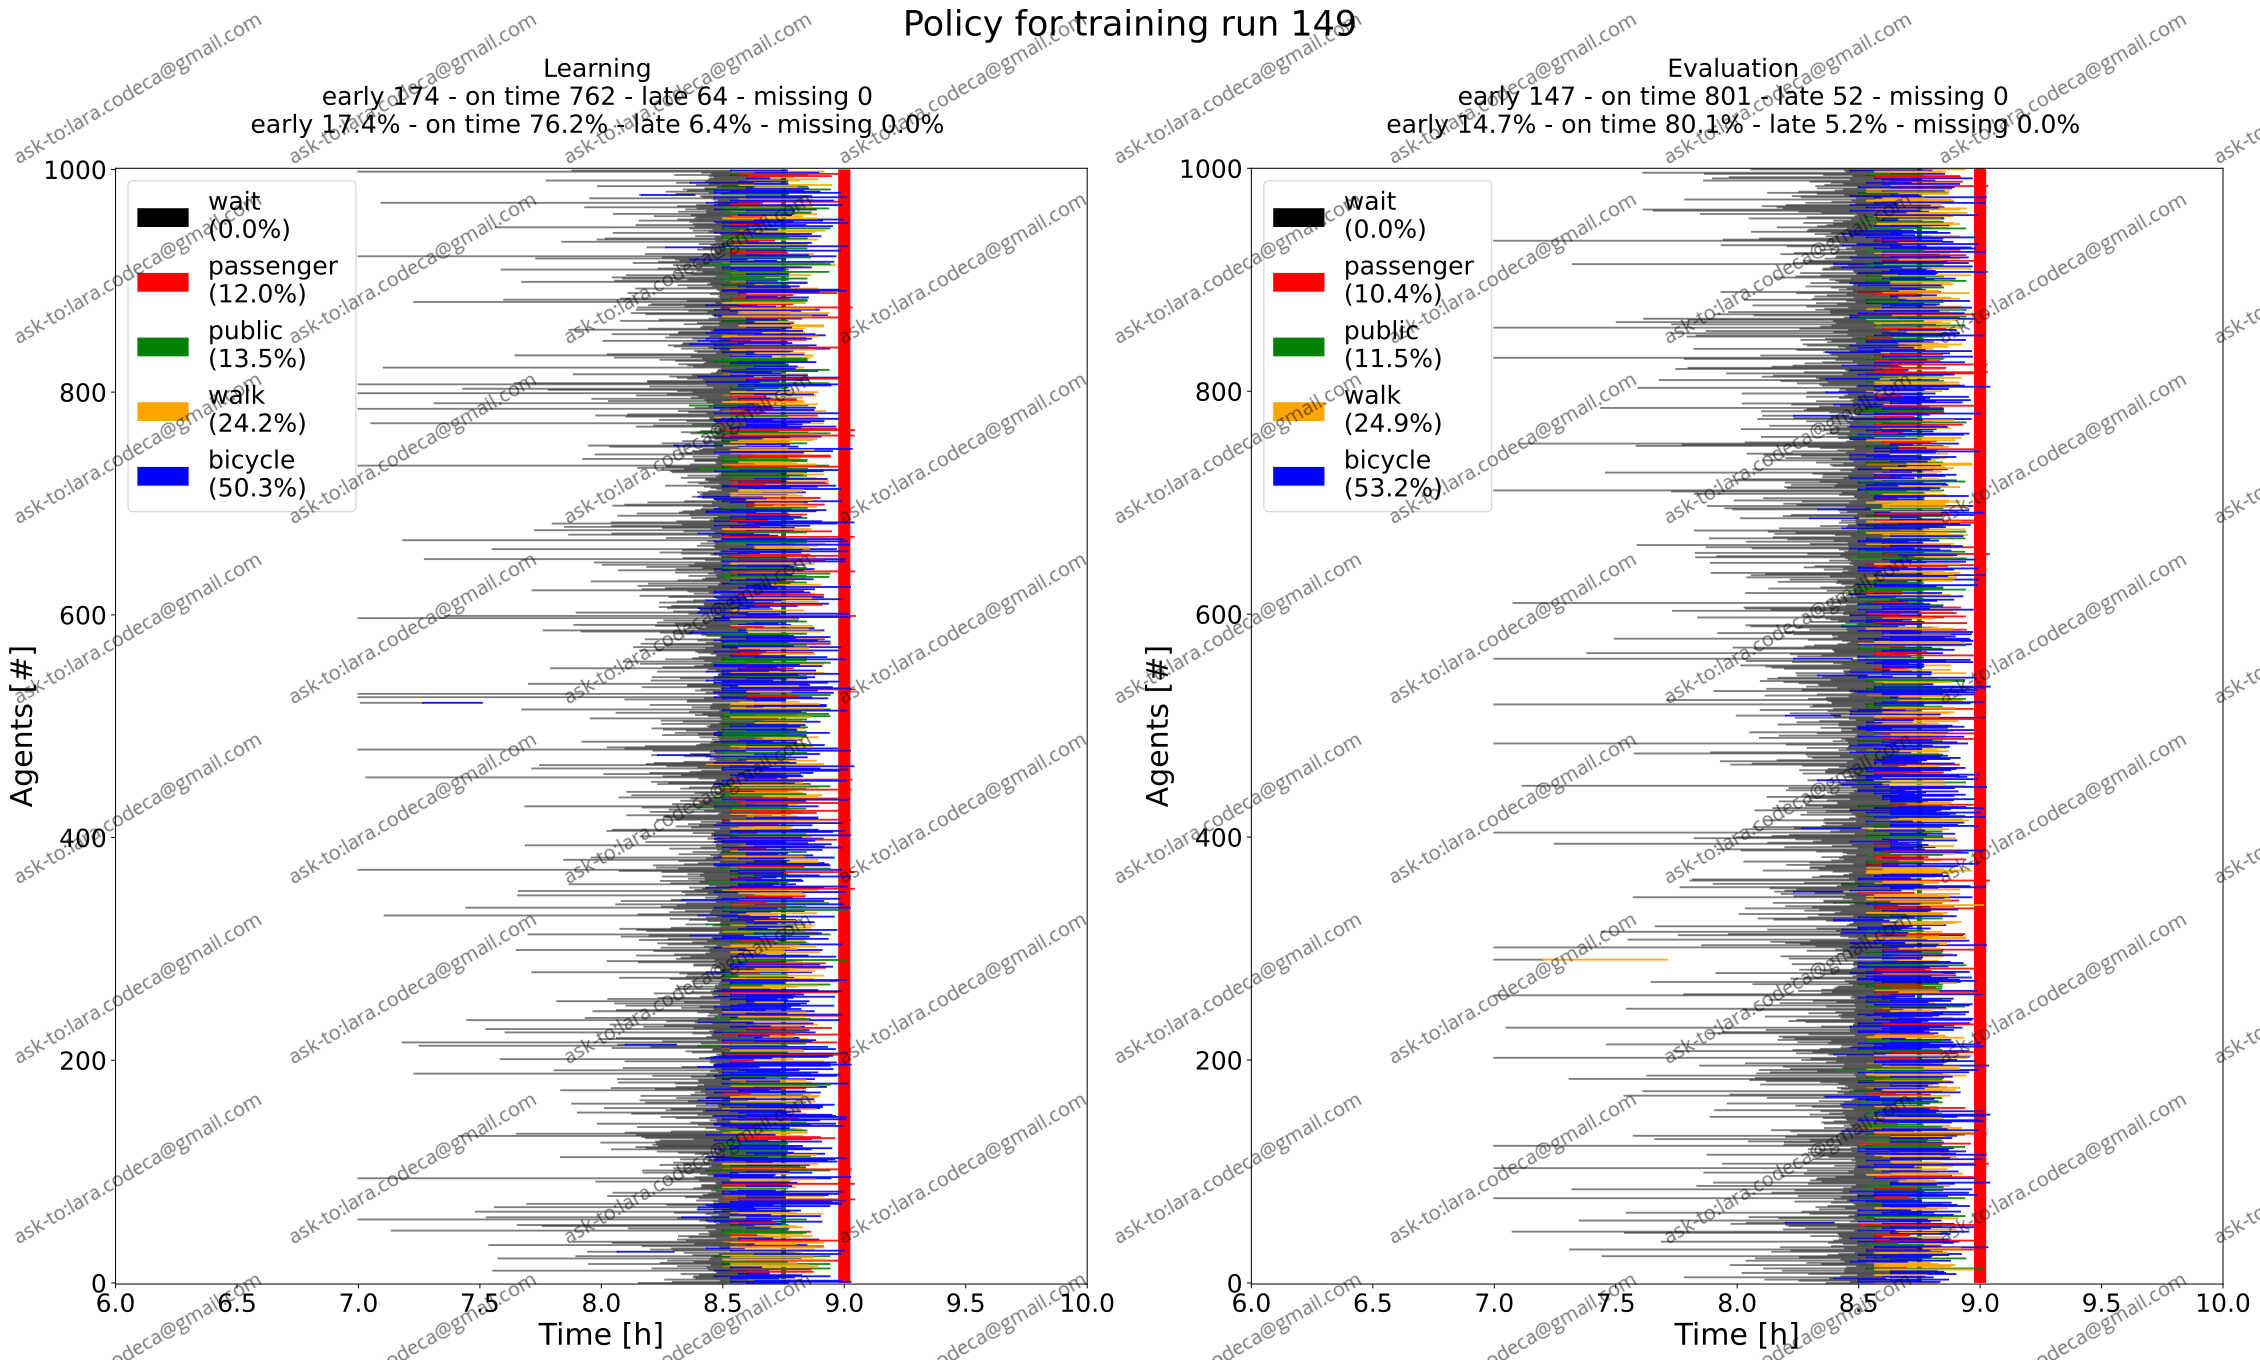 Policy for training run 149
Learning
early 174 - on time 762 - late 64 - missing 0
early 17.4% - on time 76.2% - late 6.4% - missing 0.0%
Agents [#]
1000
800
600
400
200
0
wait
(0.0%)
passenger
(12.0%)
public
(13.5%)
walk
(24.2%)
bicycle
(50.3%)
6.0 6.5 7.0 7.5 8.0 8.5 9.0 9.5 10.0
Time [h]
Evaluation
early 147 - on time 801 - late 52 - missing 0
early 14.7% - on time 80.1% - late 5.2% - missing 0.0%
Agents [#]
1000
800
600
400
200
0
wait
(0.0%)
passenger
(10.4%)
public
(11.5%)
walk
(24.9%)
bicycle
(53.2%)
6.0 6.5 7.0 7.5 8.0 8.5 9.0 9.5 10.0
Time [h]
ask-to:lara.codeca@gmail.com